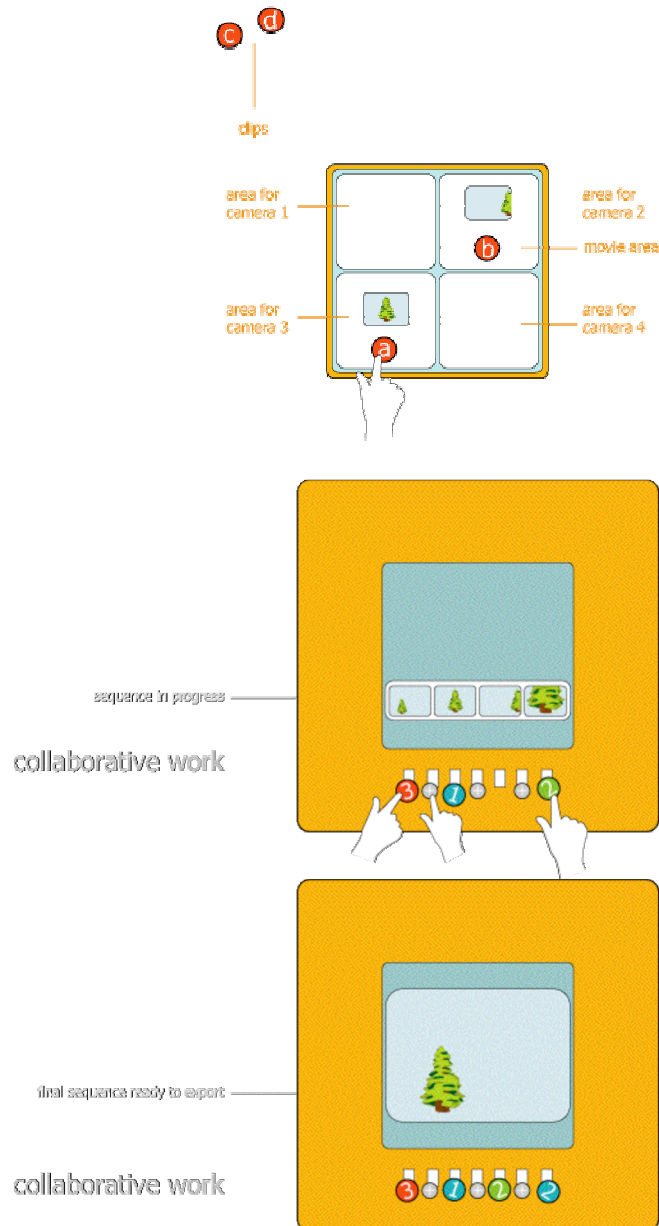 c d
clips
area for
camera 1
area for
camera 2
b
movie area
area for
camera 3
area for
camera 4
a
sequence in progress
collaborative work
3 + 1 + + 2
final sequence ready to export
collaborative work
3 + 1 + 2 + 2